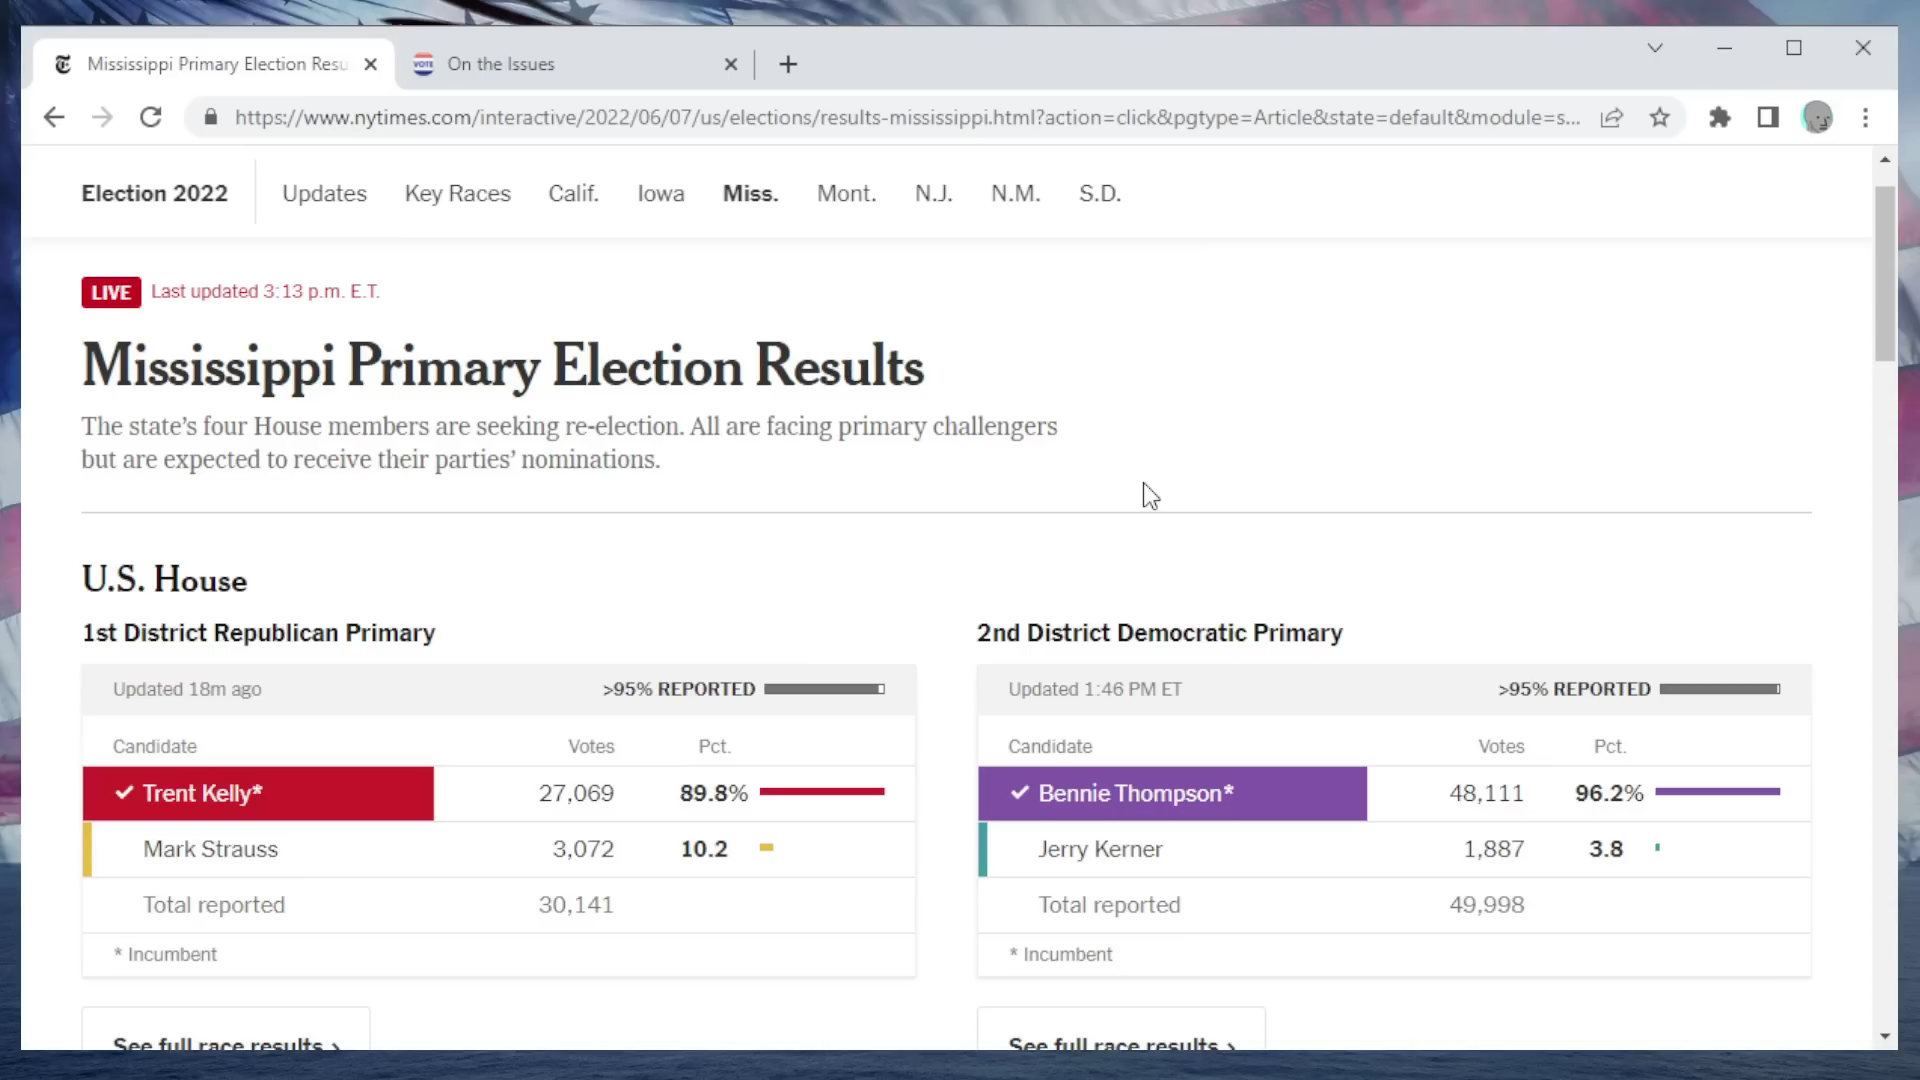 Mississippi Primary Election Resu
VOTE On the Issues
https://www.nytimes.com/interactive/2022/06/07/us/elections/results-mississippi.html?action=click&pgtype=Article&state=default&module=s...
Election 2022 Updates Key Races Calif. Iowa Miss. Mont. N.J. N.M. S.D.
LIVE Last updated 3:13 p.m. E.T.
Mississippi Primary Election Results
The state’s four House members are seeking re-election. All are facing primary challengers
but are expected to receive their parties’ nominations.
U.S. House
1st District Republican Primary
Updated 18m ago >95% REPORTED
Candidate Votes Pct.
Trent Kelly* 27,069 89.8%
Mark Strauss 3,072 10.2
Total reported 30,141
* Incumbent
See full race results ›
2nd District Democratic Primary
Updated 1:46 PM ET >95% REPORTED
Candidate Votes Pct.
Bennie Thompson* 48,111 96.2%
Jerry Kerner 1,887 3.8
Total reported 49,998
* Incumbent
See full race results ›